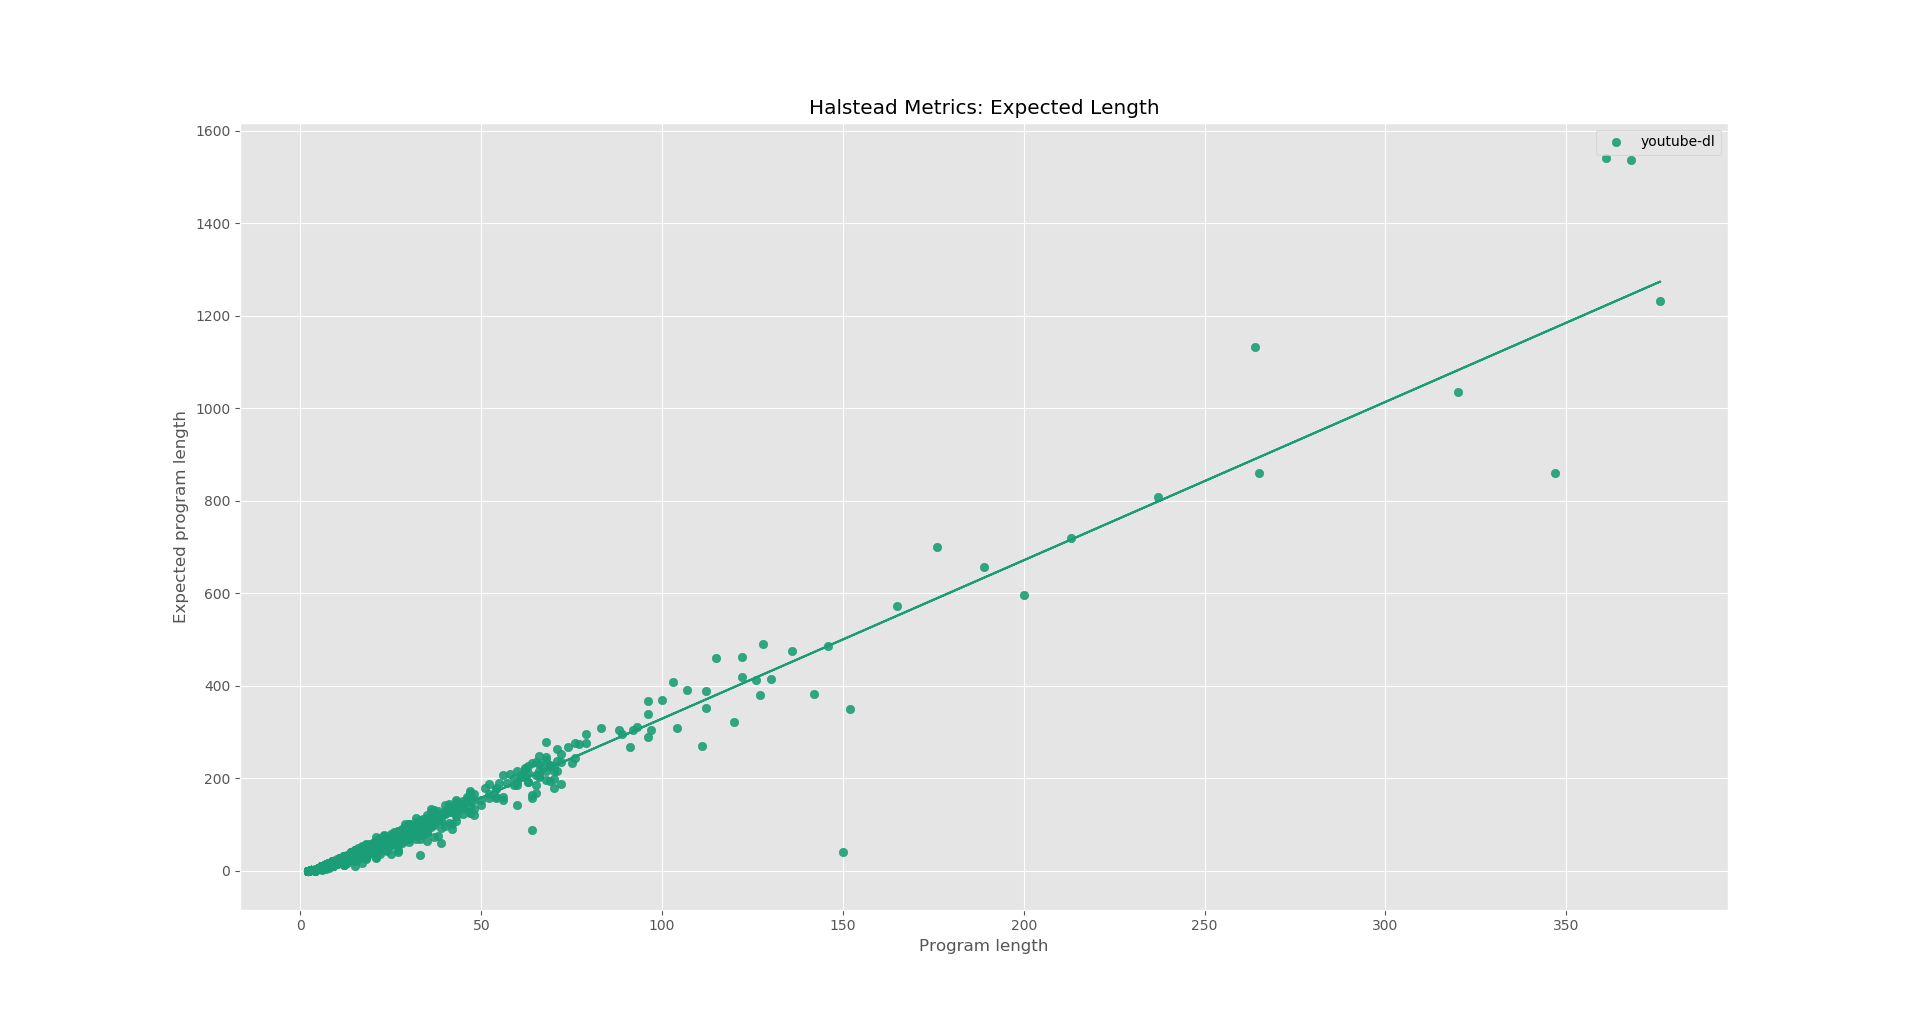 Halstead Metrics: Expected Length
youtube-dl
1600
1400
1200
1000
800
600
400
200
0
Expected program length
0 50 100 150 200 250 300 350
Program length